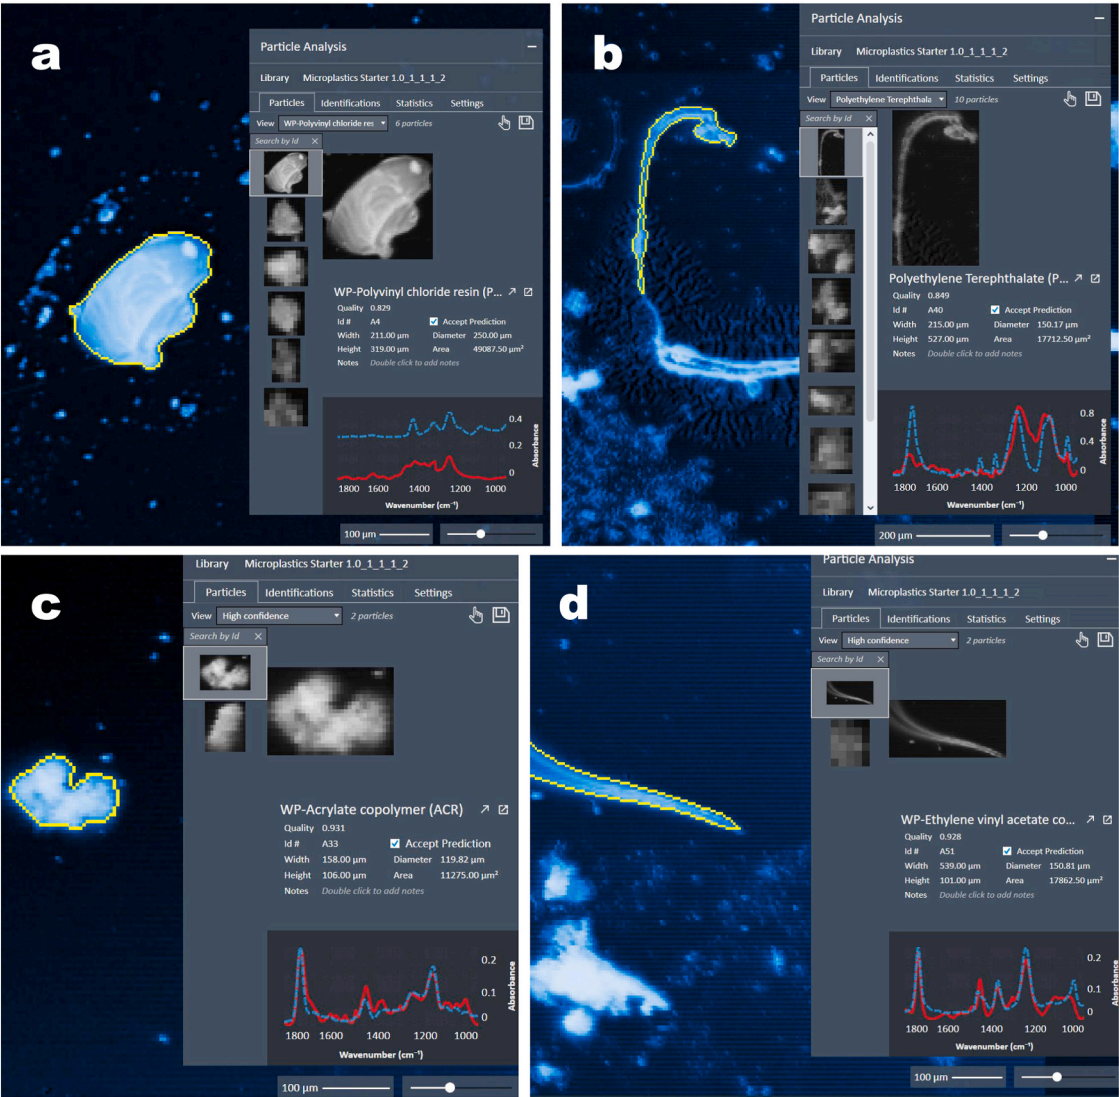 a
Particle Analysis
Library Microplastics Starter 1.0_1_1_1_2
Particles Identifications Statistics Settings
View WP-Polyvinyl chloride 6 particles
Search by Id ×
WP-Polyvinyl chloride resin (P...
Quality 0.829
Id # A4 Accept Prediction
Width 211.00 µm Diameter 250.00 µm
Height 319.00 µm Area 49087.50 µm²
Notes Double click to add notes
0.4
0.2
0
Absorbance
1800 1600 1400 1200 1000
Wavenumber (cm⁻¹)
100 µm
b
Particle Analysis
Library Microplastics Starter 1.0_1_1_1_2
Particles Identifications Statistics Settings
View Polyethylene Terephthala 10 particles
Search by Id ×
Polyethylene Terephthalate (P...
Quality 0.849
Id # A40 Accept Prediction
Width 215.00 µm Diameter 150.17 µm
Height 527.00 µm Area 17712.50 µm²
Notes Double click to add notes
0.8
0.4
0
Absorbance
1800 1600 1400 1200 1000
Wavenumber (cm⁻¹)
200 µm
c
Library Microplastics Starter 1.0_1_1_1_2
Particles Identifications Statistics Settings
View High confidence 2 particles
Search by Id ×
WP-Acrylate copolymer (ACR)
Quality 0.931
Id # A33 Accept Prediction
Width 158.00 µm Diameter 119.82 µm
Height 106.00 µm Area 11275.00 µm²
Notes Double click to add notes
0.2
0.1
0
Absorbance
1800 1600 1400 1200 1000
Wavenumber (cm⁻¹)
100 µm
d
Particle Analysis
Library Microplastics Starter 1.0_1_1_1_2
Particles Identifications Statistics Settings
View High confidence 2 particles
Search by Id ×
WP-Ethylene vinyl acetate co...
Quality 0.928
Id # A51 Accept Prediction
Width 539.00 µm Diameter 150.81 µm
Height 101.00 µm Area 17862.50 µm²
Notes Double click to add notes
0.2
0.1
0
Absorbance
1800 1600 1400 1200 1000
Wavenumber (cm⁻¹)
100 µm